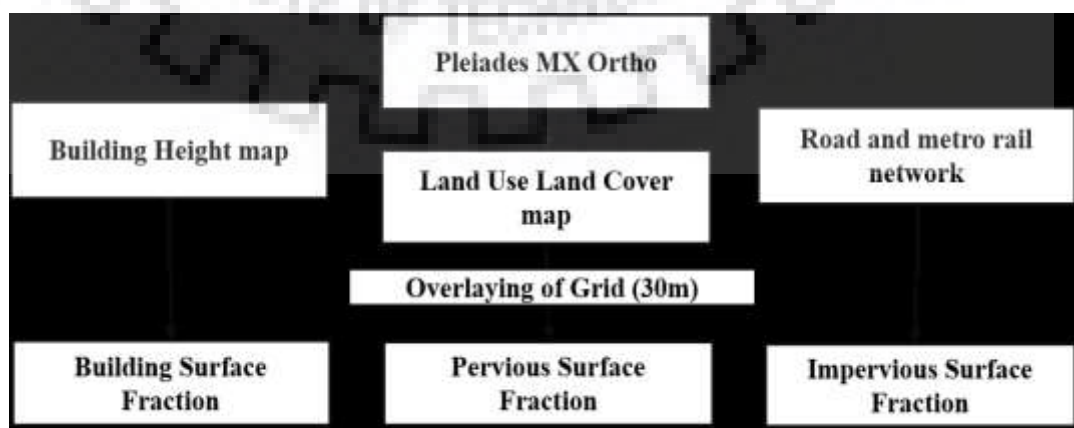 Pleiades MX Ortho
Building Height map
Land Use Land Cover
map
Road and metro rail
network
Overlaying of Grid (30m)
Building Surface
Fraction
Pervious Surface
Fraction
Impervious Surface
Fraction